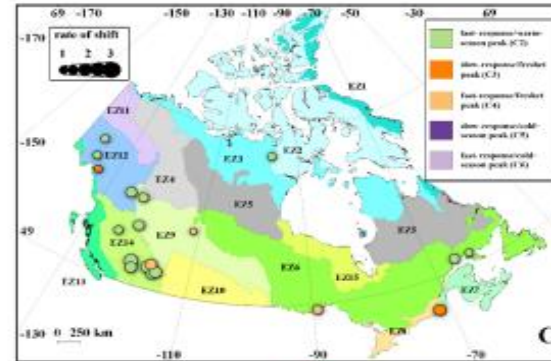 -170
-150
-130
-110
-90
-70
69
69
rate of shift
1 2 3
fast- response/warm-
season peak (C2)
slow- response/freshet
peak (C3)
fast-response/freshet
peak (C4)
slow-response/cold-
season peak (C5)
fast-response/cold-
season peak (C6)
-170
EZ1
EZ11
EZ2
-150
EZ12
EZ3
EZ4
EZ5
EZ5
49
EZ14
EZ9
EZ6
EZ15
EZ7
EZ13
EZ10
EZ8
0 250 km
C
-130
-110
-90
-70